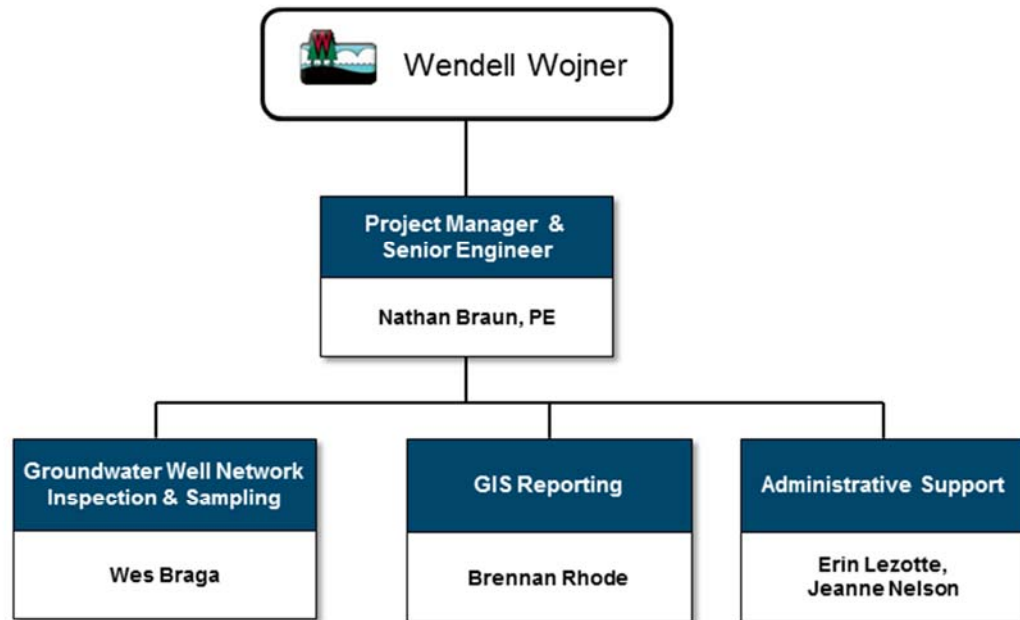 W
Wendell Wojner
Project Manager &
Senior Engineer
Nathan Braun, PE
Groundwater Well Network
Inspection & Sampling
Wes Braga
GIS Reporting
Brennan Rhode
Administrative Support
Erin Lezotte,
Jeanne Nelson